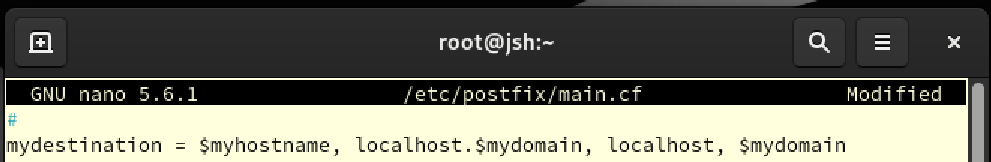 root@jsh:~
GNU nano 5.6.1 /etc/postfix/main.cf Modified
#
mydestination = $myhostname, localhost.$mydomain, localhost, $mydomain